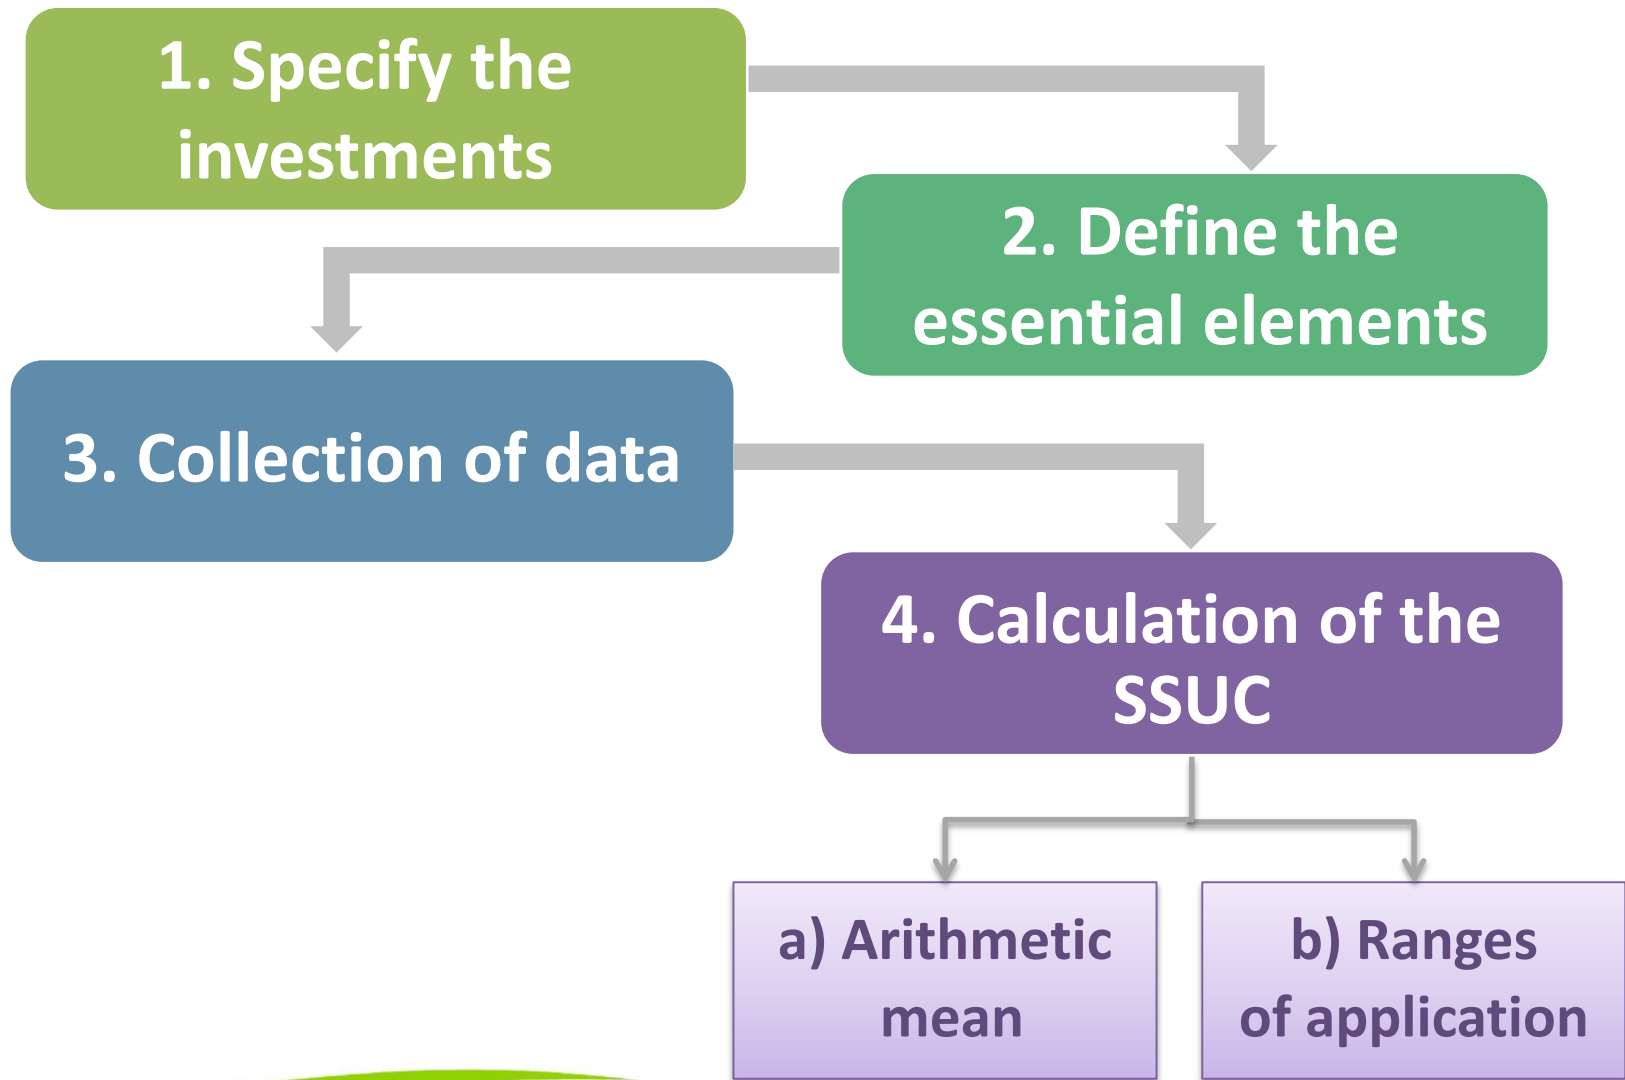 1. Specify the
investments
2. Define the
essential elements
3. Collection of data
4. Calculation of the
SSUC
a) Arithmetic
mean
b) Ranges
of application